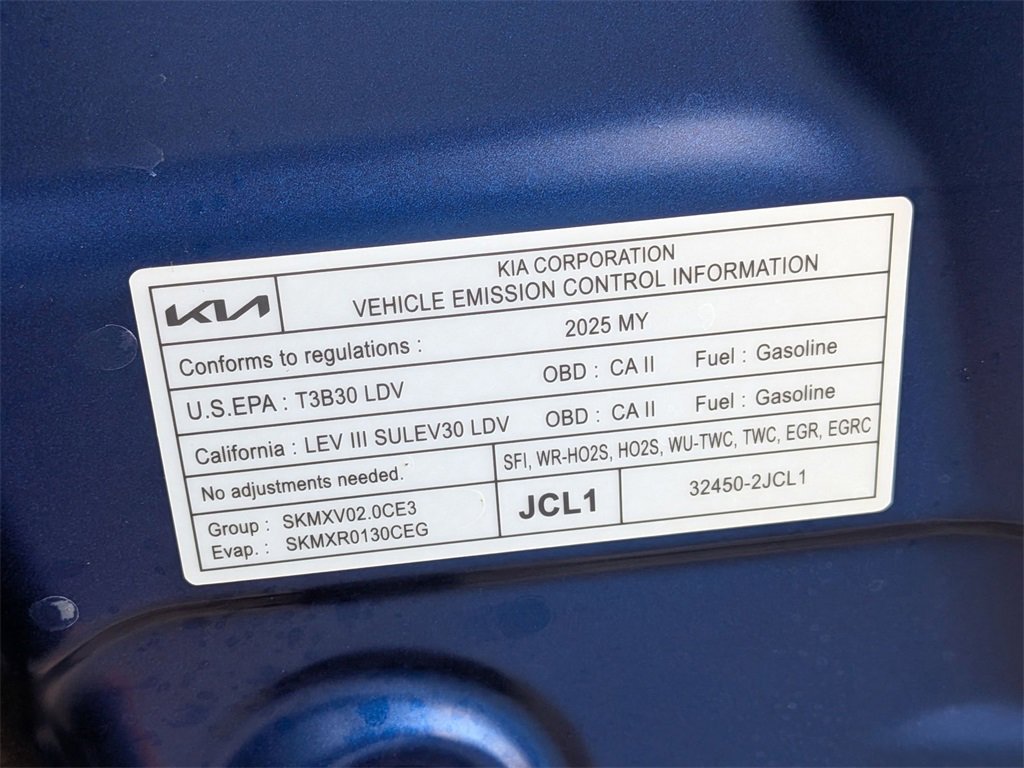 KIA
KIA CORPORATION
VEHICLE EMISSION CONTROL INFORMATION
Conforms to regulations : 2025 MY
U.S.EPA : T3B30 LDV OBD : CA II Fuel : Gasoline
California : LEV III SULEV30 LDV OBD : CA II Fuel : Gasoline
No adjustments needed. SFI, WR-HO2S, HO2S, WU-TWC, TWC, EGR, EGRC
Group : SKMXV02.0CE3
Evap. : SKMXR0130CEG
JCL1
32450-2JCL1